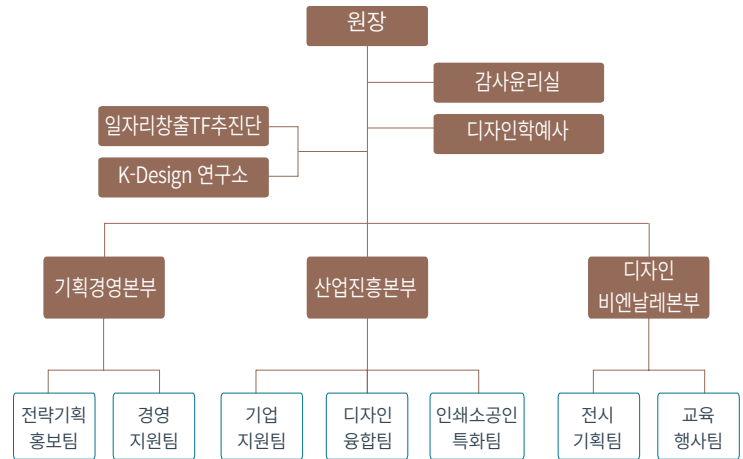 원장
감사윤리실
일자리창출TF추진단
디자인학예사
K-Design 연구소
기획경영본부
산업진흥본부
디자인
비엔날레본부
전략기획
홍보팀
경영
지원팀
기업
지원팀
디자인
융합팀
인쇄소공인
특화팀
전시
기획팀
교육
행사팀